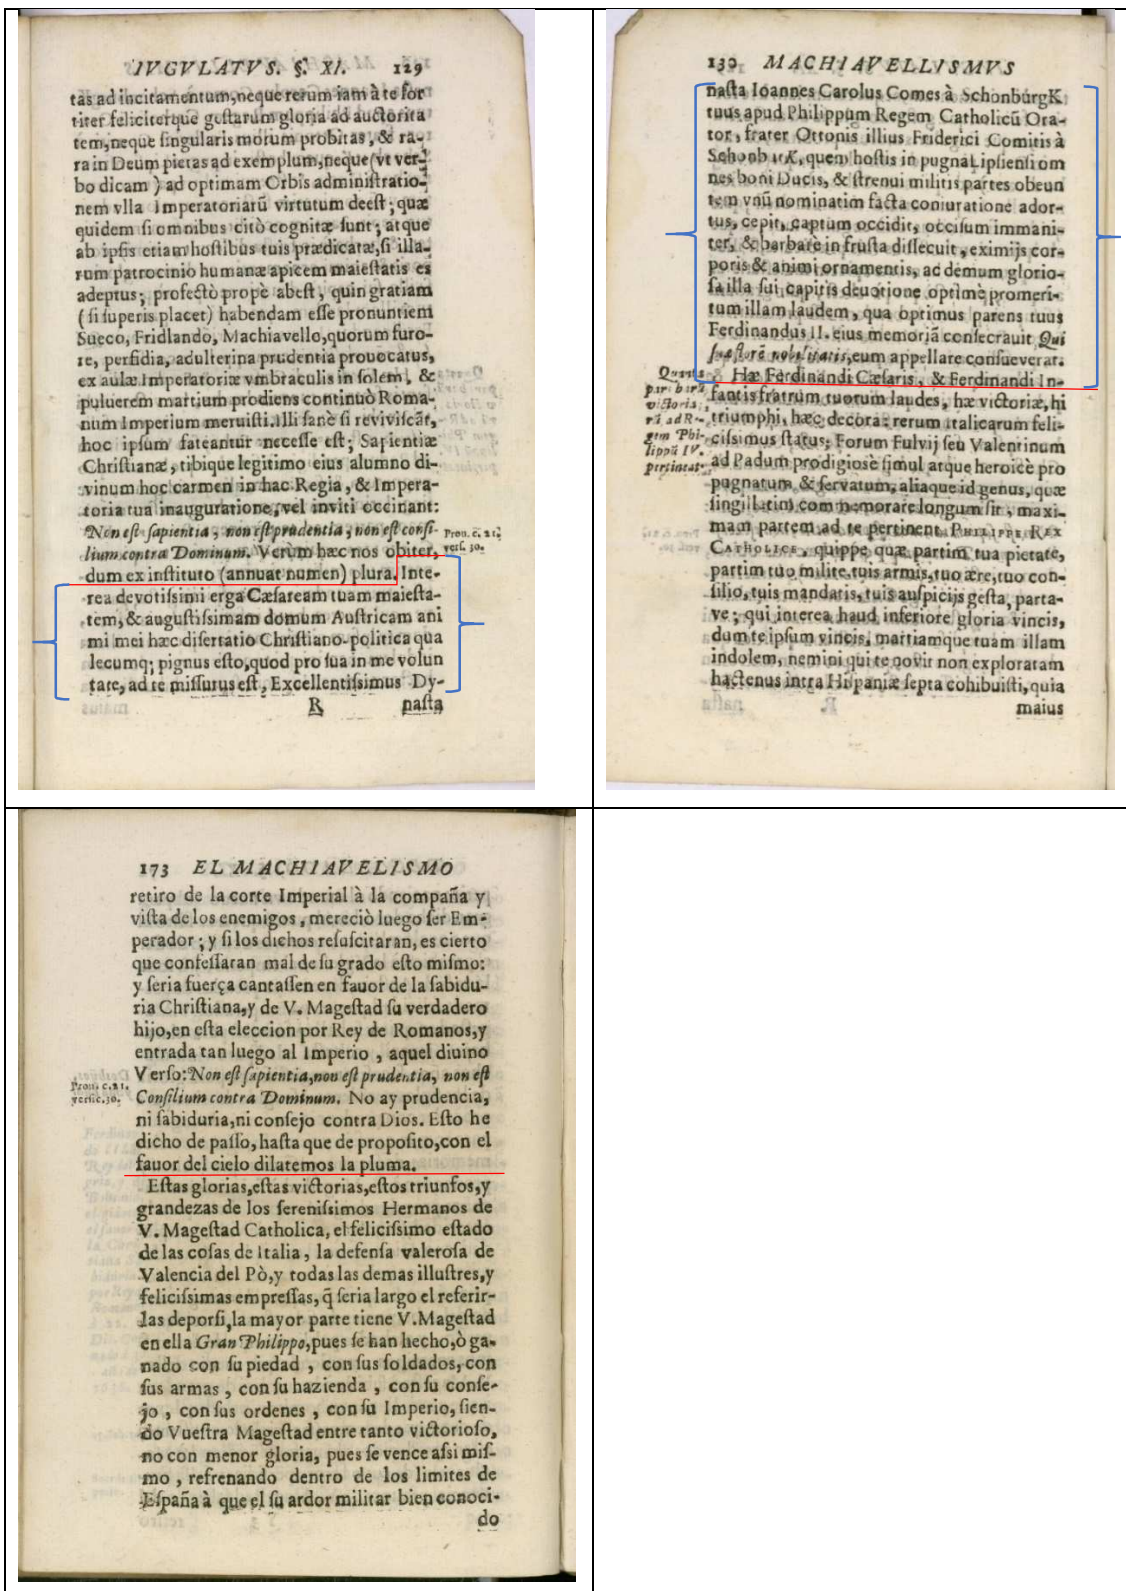 IVGVLATVS. §. XI. 129
tas ad incitamentum, neque rerum iam à te for
titer feliciterque gestarum gloria ad auctorita
tem, neque singularis morum probitas, & ra-
ra in Deum pietas ad exemplum, neque (vt ver-
bo dicam) ad optimam Orbis administratio-
nem vlla Imperatoriarũ virtutum deest; quæ
quidem si omnibus citò cognitæ sunt; atque
ab ipsis etiam hostibus tuis prædicatæ, si illa-
rum patrocinio humanæ apicem maiestatis es
adeptus; profectò propè abest, quin gratiam
(si superis placet) habendam esse pronuntiem
Sueco, Fridlando, Machiavello, quorum furo-
re, perfidia, adulterina prudentia prouocatus,
ex aulæ Imperatoriæ vmbraculis in solem, &
puluerem martium prodiens continuò Roma-
num Imperium meruisti. Illi sanè si reviviscãt,
hoc ipsum fateantur necesse est; Sapientiæ
Christianæ, tibique legitimo eius alumno di-
vinum hoc carmen in hac Regia, & Impera-
toria tua inauguratione, vel inviti occinant:
Non est sapientia, non est prudentia, non est consi-
lium contra Dominum. Verùm hæc nos obiter,
Prou. c. 21.
vers. 30.
dum ex instituto (annuat numen) plura. Inte-
rea devotissimi erga Cæsaream tuam maiesta-
tem, & augustissimam domum Austricam ani
mi mei hæc disertatio Christiano-politica qua
lecumq; pignus esto, quod pro sua in me volun
tate, ad te missurus est, Excellentissimus Dy-
R nasta
130 MACHIAVELLISMVS
nasta Ioannes Carolus Comes à SchonburgK
tuus apud Philippum Regem Catholicũ Ora-
tor, frater Ottonis illius Friderici Comitis à
quem hostis in pugna Lipsiensi om
nes boni Ducis, & strenui militis partes obeun
tem vnũ nominatim facta coniuratione ador-
tus, cepit, captum occidit, occisum immani-
ter, & barbarè in frusta dissecuit, eximijs cor-
poris & animi ornamentis, ac demum glorio-
sa illa sui capitis deuotione optimè promeri-
tum illam laudem, qua optimus parens tuus
Ferdinandus II. eius memoriã consecrauit Qui
nobilitatis, eum appellare consueverat.
Hæ Ferdinandi Cæsaris, & Ferdinandi In-
fantis fratrum tuorum laudes, hæ victoriæ, hi
triumphi, hæc decora: rerum italicarum feli-
cissimus status; Forum Fulvij seu Valentinum
ad Padum prodigiosè simul atque heroicè pro
pugnatum, & servatum, aliaque id genus, quæ
singillatim commemorare longum sit, maxi-
mam partem ad te pertinent PHILIPPE REX
CATHOLICE, quippe quæ partim tua pietate,
partim tuo milite, tuis armis, tuo ære, tuo con-
silio, tuis mandatis, tuis auspicijs gesta, parta-
ve; qui interea haud inferiore gloria vincis,
dum te ipsum vincis, martiamque tuam illam
indolem, nemini qui te novit non exploratam
hactenus intra Hispaniæ septa cohibuisti, quia
maius
victoria
rũ ad R-
gem Phi-
lippũ IV.
pertineat.
173 EL MACHIAVELISMO
retiro de la corte Imperial à la compaña y
vista de los enemigos, mereciò luego ser Em-
perador; y si los dichos resuscitaran, es cierto
que confessaran mal de su grado esto mismo:
y seria fuerça cantassen en fauor de la sabidu-
ria Christiana, y de V. Magestad su verdadero
hijo, en esta eleccion por Rey de Romanos, y
entrada tan luego al Imperio, aquel diuino
Verso: Non est sapientia, non est prudentia, non est
Consilium contra Dominum. No ay prudencia,
Prou. c. 21.
versic. 30.
ni sabiduria, ni consejo contra Dios. Esto he
dicho de passo, hasta que de proposito, con el
fauor del cielo dilatemos la pluma.
Estas glorias, estas victorias, estos triunfos, y
grandezas de los serenissimos Hermanos de
V. Magestad Catholica, el felicissimo estado
de las cosas de Italia, la defensa valerosa de
Valencia del Pò, y todas las demas illustres, y
felicissimas empressas, q̃ seria largo el referir-
las de porsi, la mayor parte tiene V. Magestad
en ella Gran Philippo, pues se han hecho, ò ga-
nado con su piedad, con sus soldados, con
sus armas, con su hazienda, con su conse-
jo, con sus ordenes, con su Imperio, sien-
do Vuestra Magestad entre tanto victorioso,
no con menor gloria, pues se vence assi mis-
mo, refrenando dentro de los limites de
España à que el su ardor militar bien conoci-
do